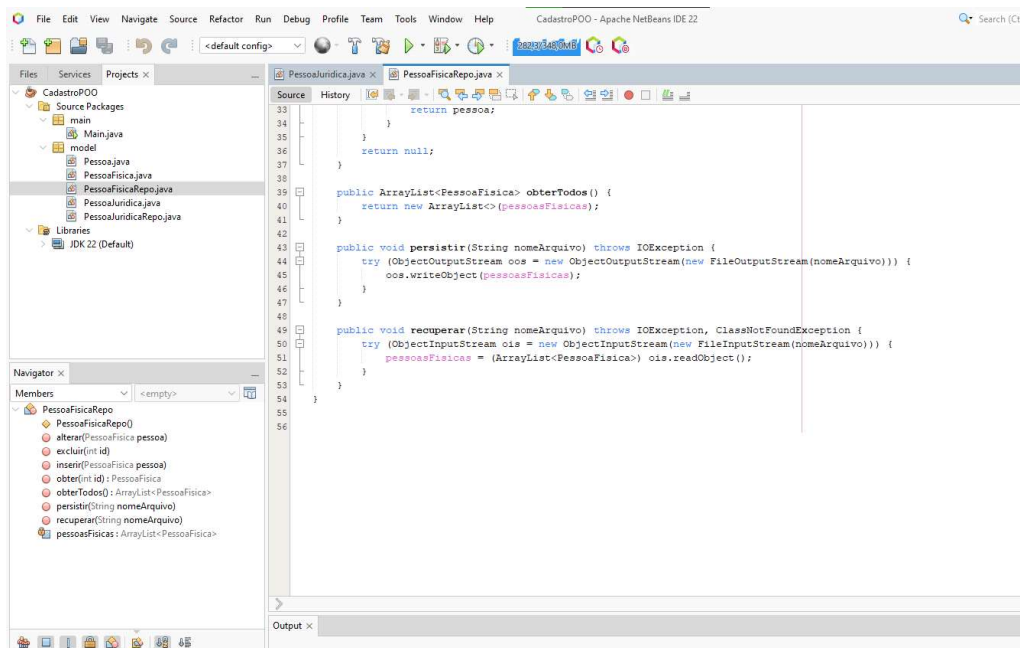 File Edit View Navigate Source Refactor Run Debug Profile Team Tools Window Help CadastroPOO - Apache NetBeans IDE 22 Search (Ct
<default config> 282,3/348,0MB
Files Services Projects × PessoaJuridica.java × PessoaFisicaRepo.java ×
CadastroPOO
Source Packages
main
Main.java
model
Pessoa.java
PessoaFisica.java
PessoaFisicaRepo.java
PessoaJuridica.java
PessoaJuridicaRepo.java
Libraries
JDK 22 (Default)
Source History
33 return pessoa;
34 }
35 }
36 return null;
37 }
38
39 public ArrayList<PessoaFisica> obterTodos() {
40 return new ArrayList<>(pessoasFisicas);
41 }
42
43 public void persistir(String nomeArquivo) throws IOException {
44 try (ObjectOutputStream oos = new ObjectOutputStream(new FileOutputStream(nomeArquivo))) {
45 oos.writeObject(pessoasFisicas);
46 }
47 }
48
49 public void recuperar(String nomeArquivo) throws IOException, ClassNotFoundException {
50 try (ObjectInputStream ois = new ObjectInputStream(new FileInputStream(nomeArquivo))) {
51 pessoasFisicas = (ArrayList<PessoaFisica>) ois.readObject();
52 }
53 }
54 }
55
56
Navigator ×
Members <empty>
PessoaFisicaRepo
PessoaFisicaRepo()
alterar(PessoaFisica pessoa)
excluir(int id)
inserir(PessoaFisica pessoa)
obter(int id) : PessoaFisica
obterTodos() : ArrayList<PessoaFisica>
persistir(String nomeArquivo)
recuperar(String nomeArquivo)
pessoasFisicas : ArrayList<PessoaFisica>
Output ×